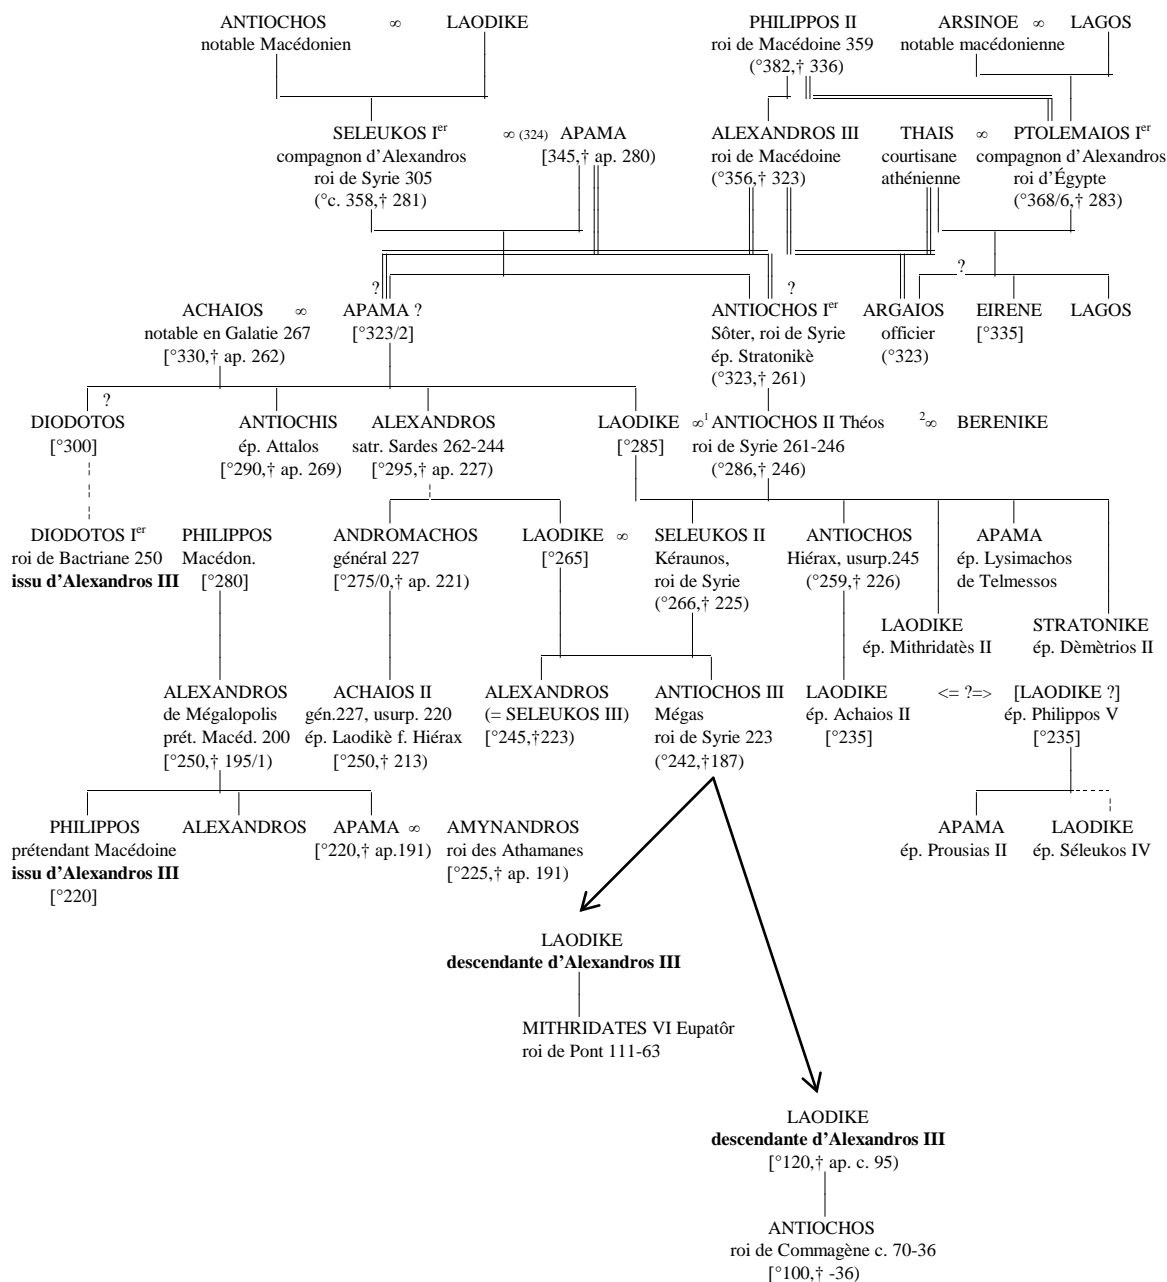 ANTIOCHOS ∞ LAODIKE PHILIPPOS II ARSINOE ∞ LAGOS
notable Macédonien roi de Macédoine 359 notable macédonienne
(°382,† 336)
SELEUKOS Ier ∞ (324) APAMA ALEXANDROS III THAIS ∞ PTOLEMAIOS Ier
compagnon d’Alexandros [345,† ap. 280) roi de Macédoine courtisane compagnon d’Alexandros
roi de Syrie 305 (°356,† 323) athénienne roi d’Égypte
(°c. 358,† 281) (°368/6,† 283)
?
? ?
ACHAIOS ∞ APAMA ? ANTIOCHOS Ier ARGAIOS EIRENE LAGOS
notable en Galatie 267 [°323/2] Sôter, roi de Syrie officier [°335]
[°330,† ap. 262) ép. Stratonikè (°323)
(°323,† 261)
?
DIODOTOS ANTIOCHIS ALEXANDROS LAODIKE ∞1 ANTIOCHOS II Théos 2∞ BERENIKE
[°300] ép. Attalos satr. Sardes 262-244 [°285] roi de Syrie 261-246
[°290,† ap. 269) [°295,† ap. 227) (°286,† 246)
DIODOTOS Ier PHILIPPOS ANDROMACHOS LAODIKE ∞ SELEUKOS II ANTIOCHOS APAMA
roi de Bactriane 250 Macédon. général 227 [°265] Kéraunos, Hiérax, usurp.245 ép. Lysimachos
issu d'Alexandros III [°280] [°275/0,† ap. 221) roi de Syrie (°259,† 226) de Telmessos
(°266,† 225)
LAODIKE STRATONIKE
ép. Mithridatès II ép. Dèmètrios II
ALEXANDROS ACHAIOS II ALEXANDROS ANTIOCHOS III LAODIKE <= ?=> [LAODIKE ?]
de Mégalopolis gén.227, usurp. 220 (= SELEUKOS III) Mégas ép. Achaios II ép. Philippos V
prét. Macéd. 200 ép. Laodikè f. Hiérax [°245,†223) roi de Syrie 223 [°235] [°235]
[°250,† 195/1) [°250,† 213) (°242,†187)
PHILIPPOS ALEXANDROS APAMA ∞ AMYNANDROS APAMA LAODIKE
prétendant Macédoine [°220,† ap.191) roi des Athamanes ép. Prousias II ép. Séleukos IV
issu d'Alexandros III [°225,† ap. 191)
[°220]
LAODIKE
descendante d’Alexandros III
MITHRIDATES VI Eupatôr
roi de Pont 111-63
LAODIKE
descendante d’Alexandros III
[°120,† ap. c. 95)
ANTIOCHOS
roi de Commagène c. 70-36
[°100,† -36)